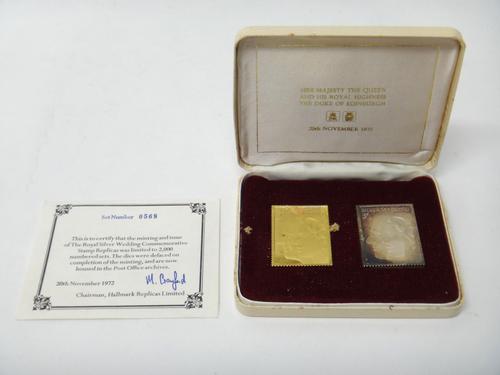 Set Number 0568
This is to certify that the minting and issue
of The Royal Silver Wedding Commemorative
Stamp Replicas was limited to 2,000
numbered sets. The dies were defaced on
completion of the minting, and are now
housed in the Post Office archives.
20th November 1972
Chairman, Hallmark Replicas Limited
HER MAJESTY THE QUEEN
AND HIS ROYAL HIGHNESS
THE DUKE OF EDINBURGH
20th NOVEMBER 1972